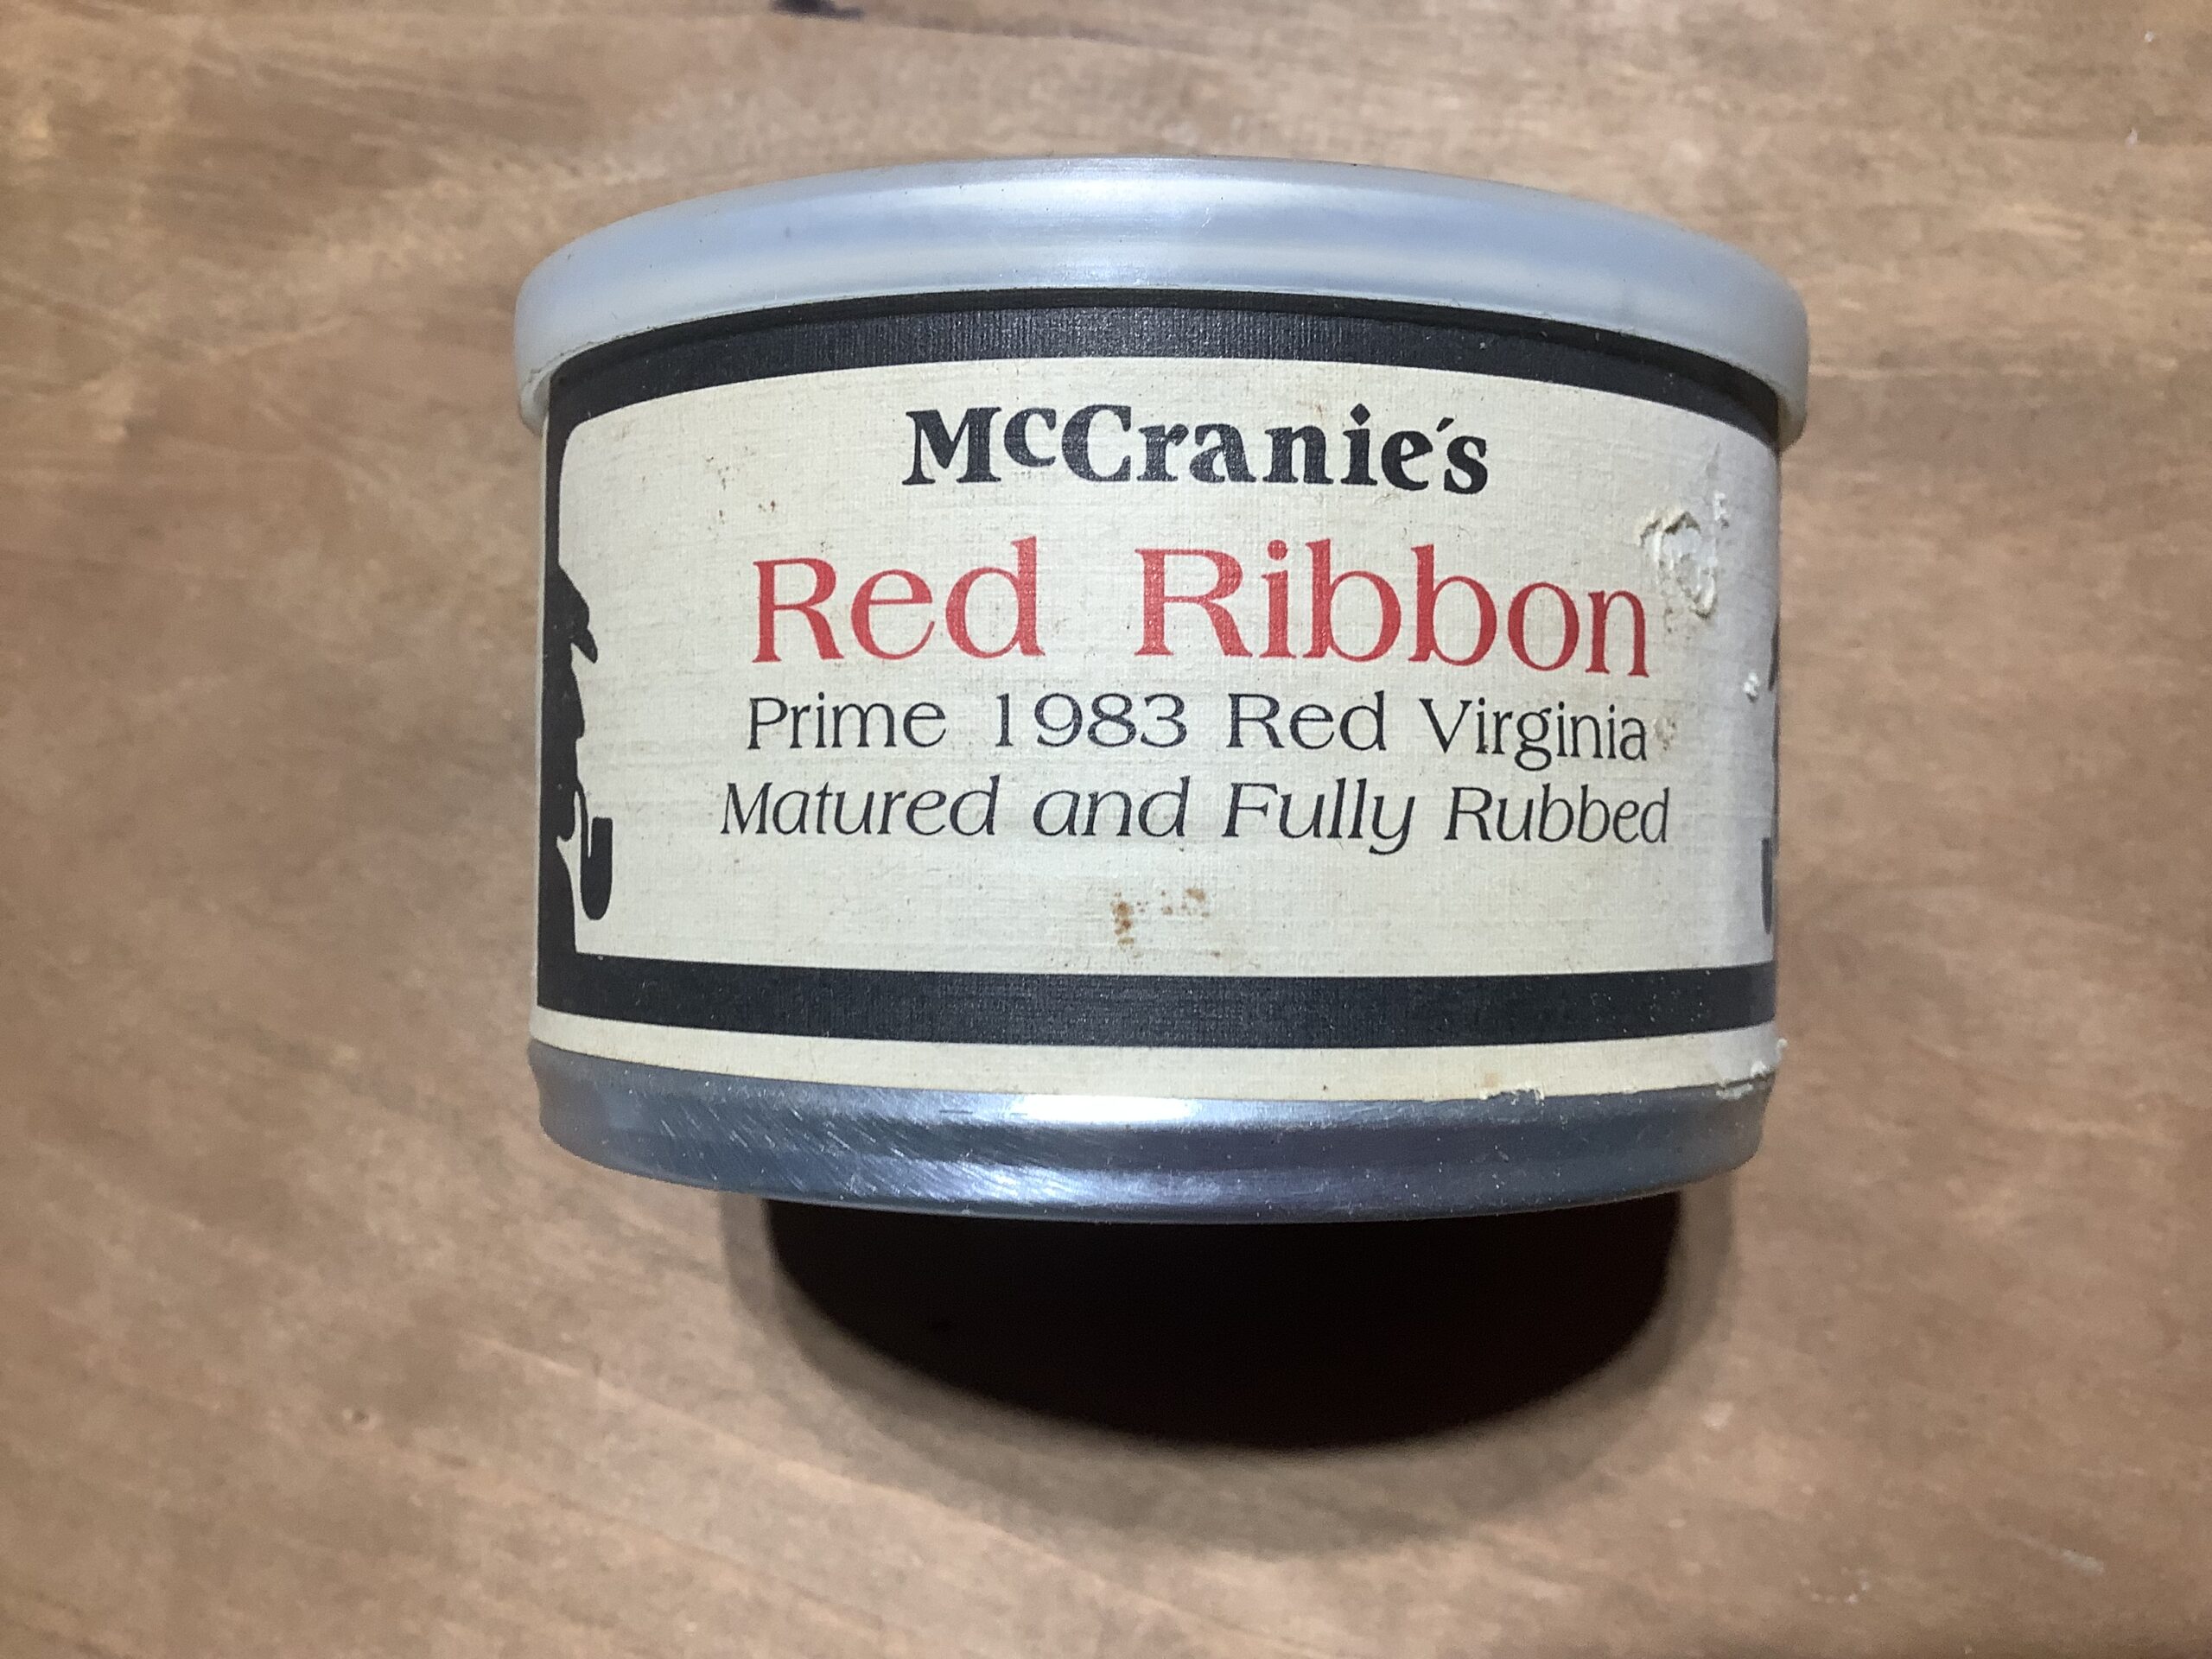 McCranie's
Red Ribbon
Prime 1983 Red Virginia
Matured and Fully Rubbed